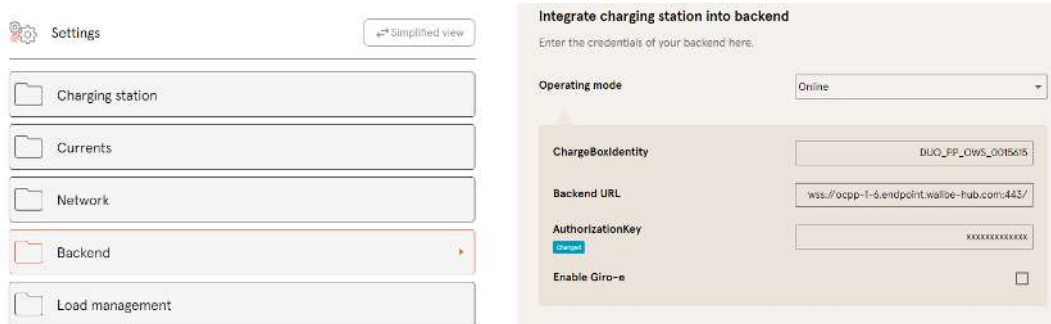 Settings
Simplified view
Charging station
Currents
Network
Backend
Load management
Integrate charging station into backend
Enter the credentials of your backend here.
Operating mode
Online
ChargeBoxIdentity
DUO_PP_OWS_0015615
Backend URL
wss://ocpp-1-6.endpoint.wallbe-hub.com:443/
AuthorizationKey
xxxxxxxxxxxxx
Changed
Enable Giro-e